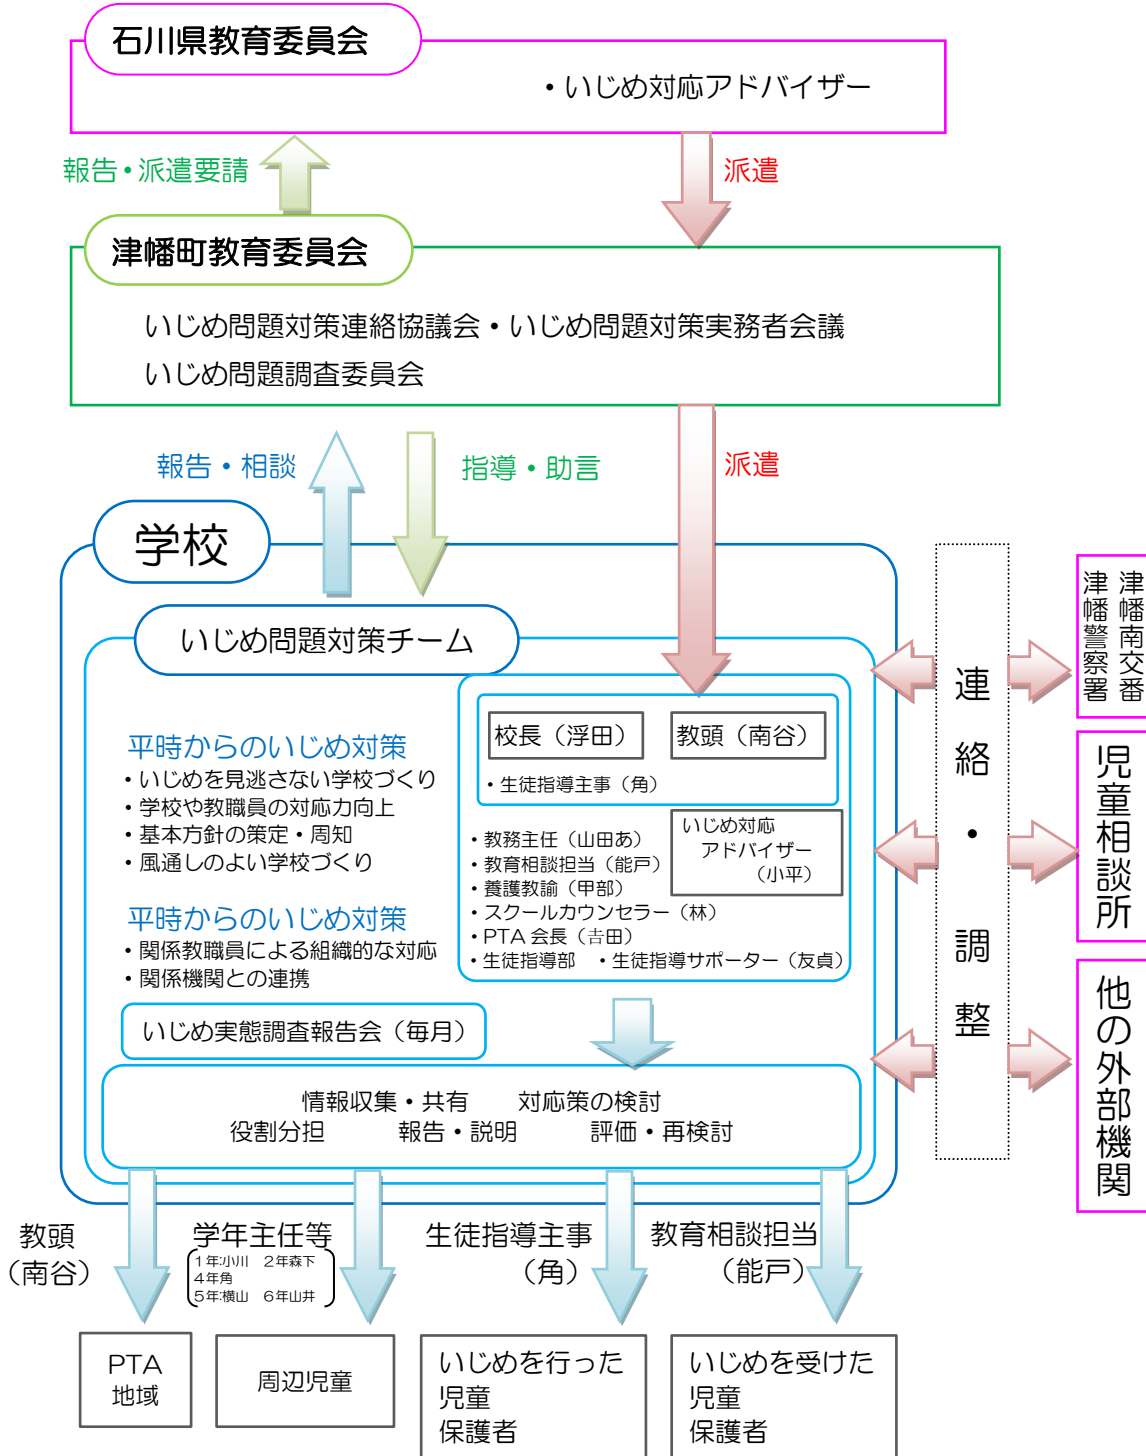 石川県教育委員会
・いじめ対応アドバイザー
報告・派遣要請
派遣
津幡町教育委員会
いじめ問題対策連絡協議会・いじめ問題対策実務者会議
いじめ問題調査委員会
報告・相談
指導・助言
派遣
学校
いじめ問題対策チーム
校長（浮田）
教頭（南谷）
・生徒指導主事（角）
平時からのいじめ対策
・いじめを見逃さない学校づくり
・学校や教職員の対応力向上
・基本方針の策定・周知
・風通しのよい学校づくり
平時からのいじめ対策
・関係教職員による組織的な対応
・関係機関との連携
・教務主任（山田あ）
・教育相談担当（能戸）
・養護教諭（甲部）
・スクールカウンセラー（林）
・PTA 会長（𠮷田）
・生徒指導部　・生徒指導サポーター（友貞）
いじめ対応
アドバイザー
（小平）
いじめ実態調査報告会（毎月）
情報収集・共有　対応策の検討
役割分担　報告・説明　評価・再検討
連絡・調整
津幡南交番
津幡警察署
児童相談所
他の外部機関
教頭
（南谷）
学年主任等
1年:小川　2年森下
4年角
5年:横山　6年山井
生徒指導主事
（角）
教育相談担当
（能戸）
PTA
地域
周辺児童
いじめを行った
児童
保護者
いじめを受けた
児童
保護者